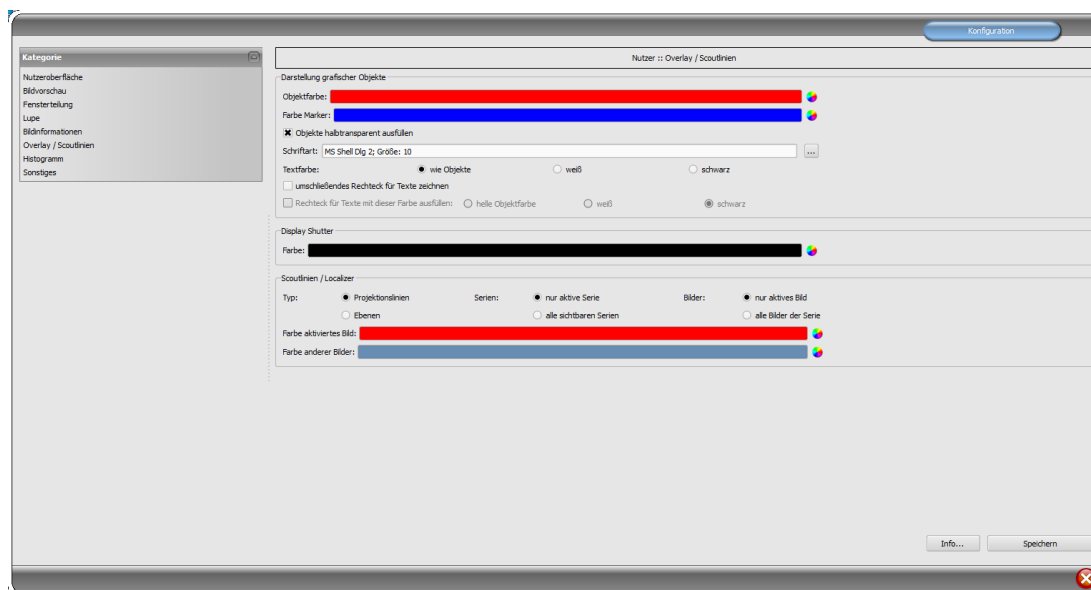 Konfiguration
Kategorie
Nutzeroberfläche
Bildvorschau
Fensterteilung
Lupe
Bildinformationen
Overlay / Scoutlinien
Histogramm
Sonstiges
Nutzer :: Overlay / Scoutlinien
Darstellung grafischer Objekte
Objektfarbe:
Farbe Marker:
Objekte halbtransparent ausfüllen
Schriftart: MS Shell Dlg 2; Größe: 10 ...
Textfarbe: wie Objekte weiß schwarz
umschließendes Rechteck für Texte zeichnen
Rechteck für Texte mit dieser Farbe ausfüllen: helle Objektfarbe weiß schwarz
Display Shutter
Farbe:
Scoutlinien / Localizer
Typ: Projektionslinien Serien: nur aktive Serie Bilder: nur aktives Bild
Ebenen alle sichtbaren Serien alle Bilder der Serie
Farbe aktiviertes Bild:
Farbe anderer Bilder:
Info... Speichern